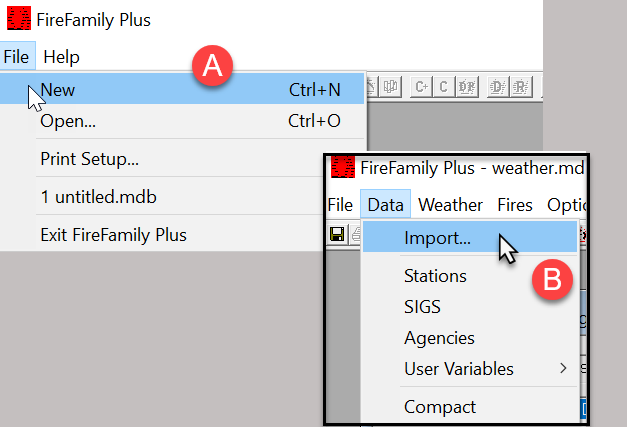 FireFamily Plus
File Help
A
New Ctrl+N
C+ C DF D R
Open... Ctrl+O
Print Setup...
1 untitled.mdb
Exit FireFamily Plus
FireFamily Plus - weather.md
File Data Weather Fires Optic
Import...
B
Stations
SIGS
Agencies
User Variables
Compact